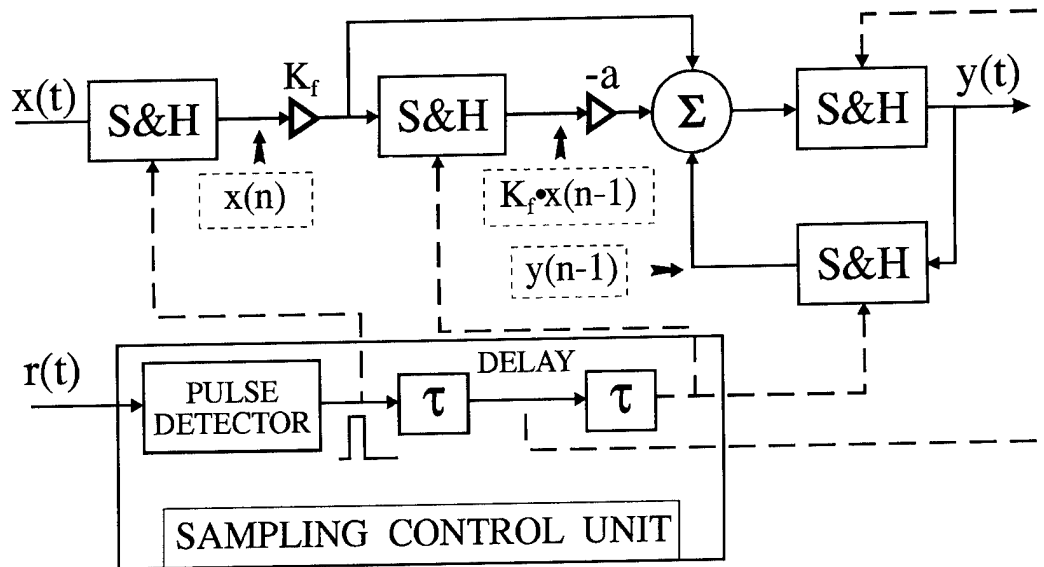 x(t)
S&H
K_f
S&H
-a
Σ
S&H
y(t)
x(n)
K_f•x(n-1)
y(n-1)
S&H
r(t)
PULSE
DETECTOR
τ
DELAY
τ
SAMPLING CONTROL UNIT